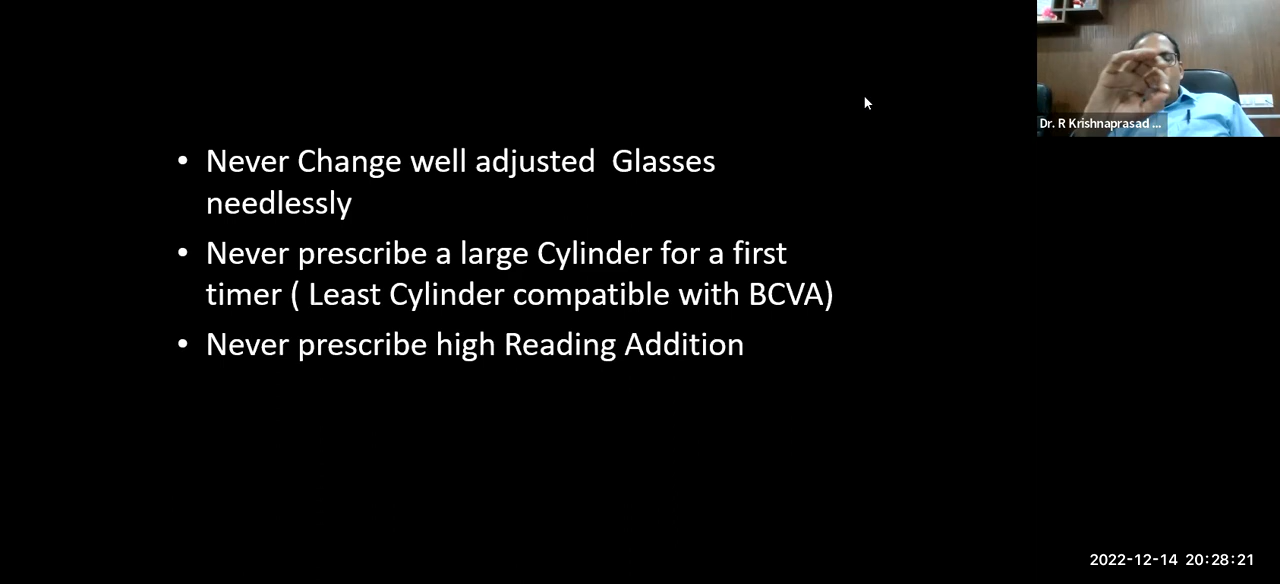 • Never Change well adjusted  Glasses
needlessly
• Never prescribe a large Cylinder for a first
timer ( Least Cylinder compatible with BCVA)
• Never prescribe high Reading Addition
Dr. R Krishnaprasad ...
2022-12-14 20:28:21